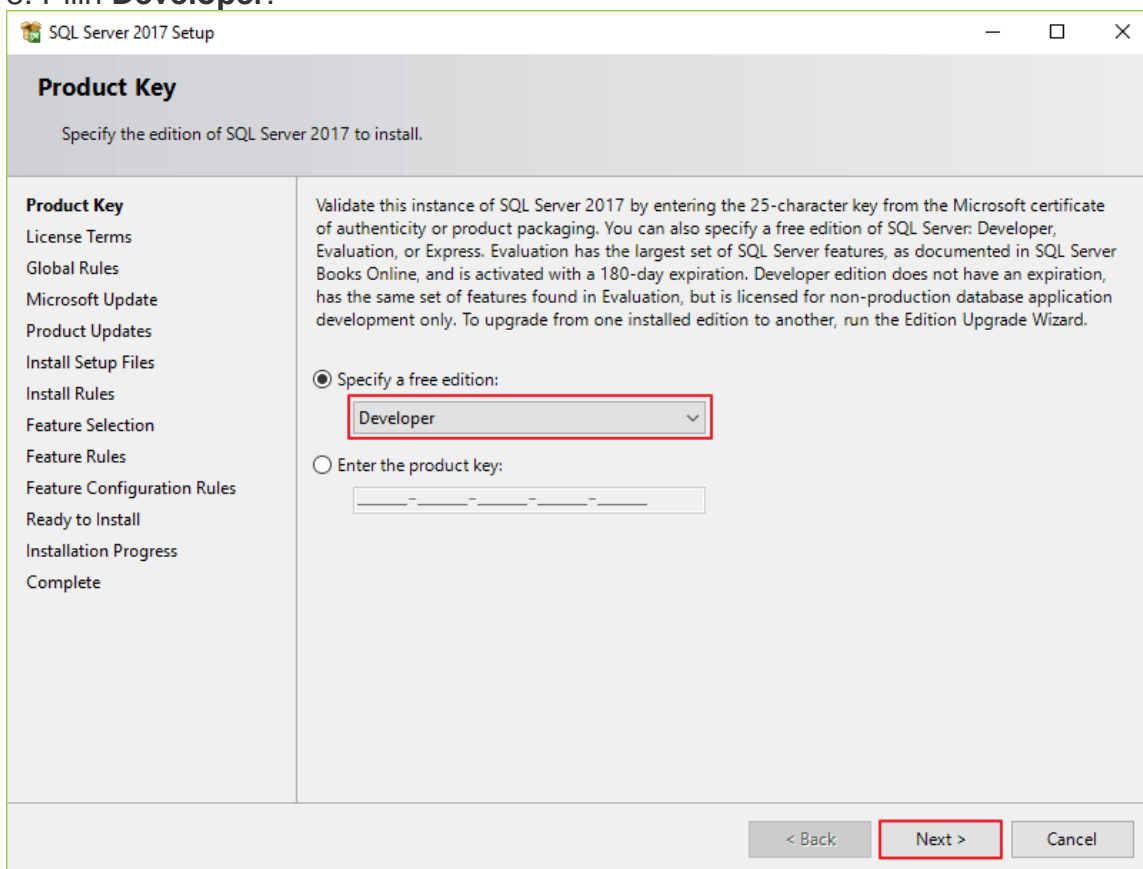 Developer.
SQL Server 2017 Setup
Product Key
Specify the edition of SQL Server 2017 to install.
Product Key
License Terms
Global Rules
Microsoft Update
Product Updates
Install Setup Files
Install Rules
Feature Selection
Feature Rules
Feature Configuration Rules
Ready to Install
Installation Progress
Complete
Validate this instance of SQL Server 2017 by entering the 25-character key from the Microsoft certificate
of authenticity or product packaging. You can also specify a free edition of SQL Server: Developer,
Evaluation, or Express. Evaluation has the largest set of SQL Server features, as documented in SQL Server
Books Online, and is activated with a 180-day expiration. Developer edition does not have an expiration,
has the same set of features found in Evaluation, but is licensed for non-production database application
development only. To upgrade from one installed edition to another, run the Edition Upgrade Wizard.
Specify a free edition:
Developer
Enter the product key:
_____-_____-_____-_____-_____
< Back
Next >
Cancel